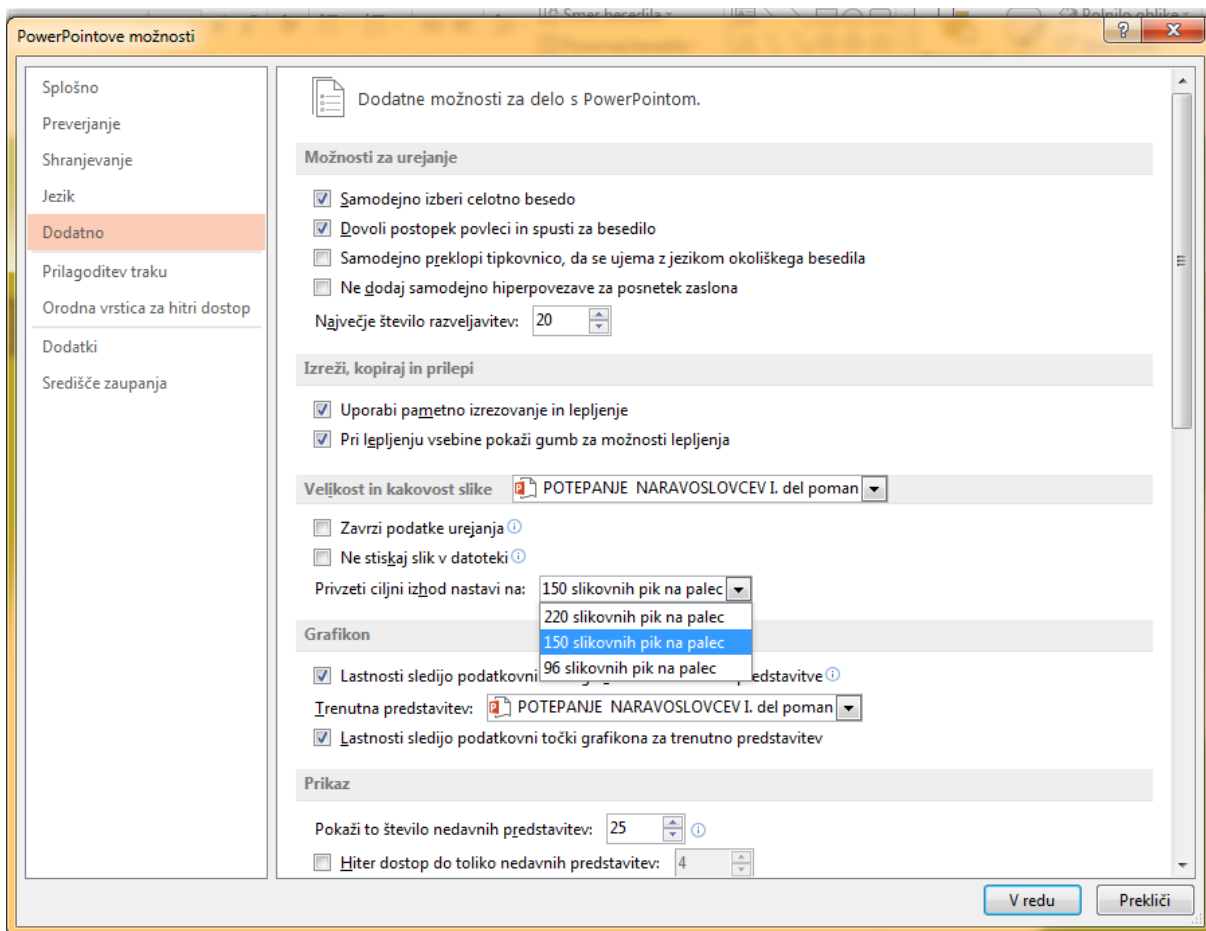 Smer besedila
Polnilo oblike
PowerPointove možnosti
Splošno
Preverjanje
Shranjevanje
Jezik
Dodatno
Prilagoditev traku
Orodna vrstica za hitri dostop
Dodatki
Središče zaupanja
Dodatne možnosti za delo s PowerPointom.
Možnosti za urejanje
Samodejno izberi celotno besedo
Dovoli postopek povleci in spusti za besedilo
Samodejno preklopi tipkovnico, da se ujema z jezikom okoliškega besedila
Ne dodaj samodejno hiperpovezave za posnetek zaslona
Največje število razveljavitev: 20
Izreži, kopiraj in prilepi
Uporabi pametno izrezovanje in lepljenje
Pri lepljenju vsebine pokaži gumb za možnosti lepljenja
Velikost in kakovost slike POTEPANJE NARAVOSLOVCEV I. del poman
Zavrzi podatke urejanja
Ne stiskaj slik v datoteki
Privzeti ciljni izhod nastavi na: 150 slikovnih pik na palec
220 slikovnih pik na palec
150 slikovnih pik na palec
96 slikovnih pik na palec
Grafikon
Lastnosti sledijo podatkovni edstavitve
Trenutna predstavitev: POTEPANJE NARAVOSLOVCEV I. del poman
Lastnosti sledijo podatkovni točki grafikona za trenutno predstavitev
Prikaz
Pokaži to število nedavnih predstavitev: 25
Hiter dostop do toliko nedavnih predstavitev: 4
V redu
Prekliči